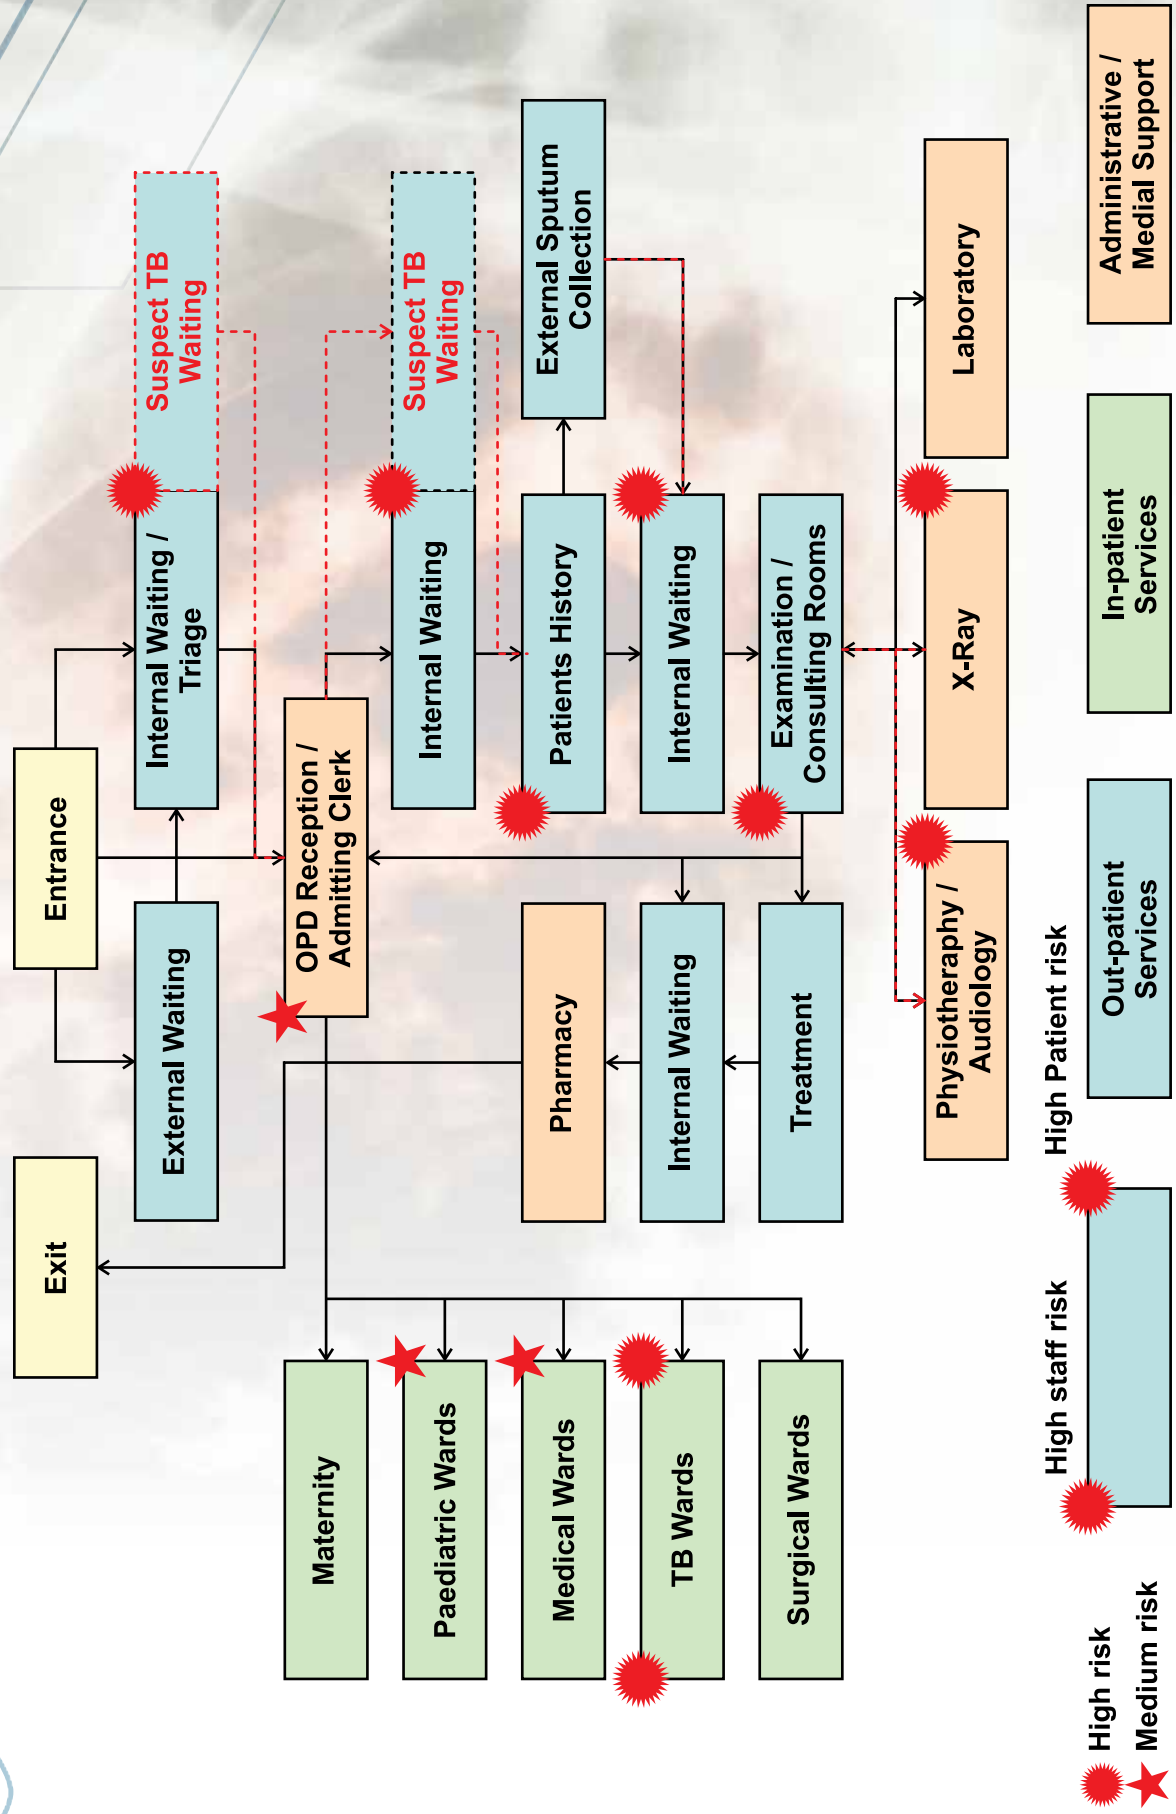 Exit
Entrance
External Waiting
Internal Waiting /
Triage
Suspect TB
Waiting
Maternity
OPD Reception /
Admitting Clerk
Paediatric Wards
Internal Waiting
Suspect TB
Waiting
Medical Wards
Pharmacy
Patients History
External Sputum
Collection
TB Wards
Internal Waiting
Internal Waiting
Surgical Wards
Treatment
Examination /
Consulting Rooms
Physiotheraphy /
Audiology
X-Ray
Laboratory
High staff risk
High Patient risk
High risk
Medium risk
Out-patient
Services
In-patient
Services
Administrative /
Medial Support